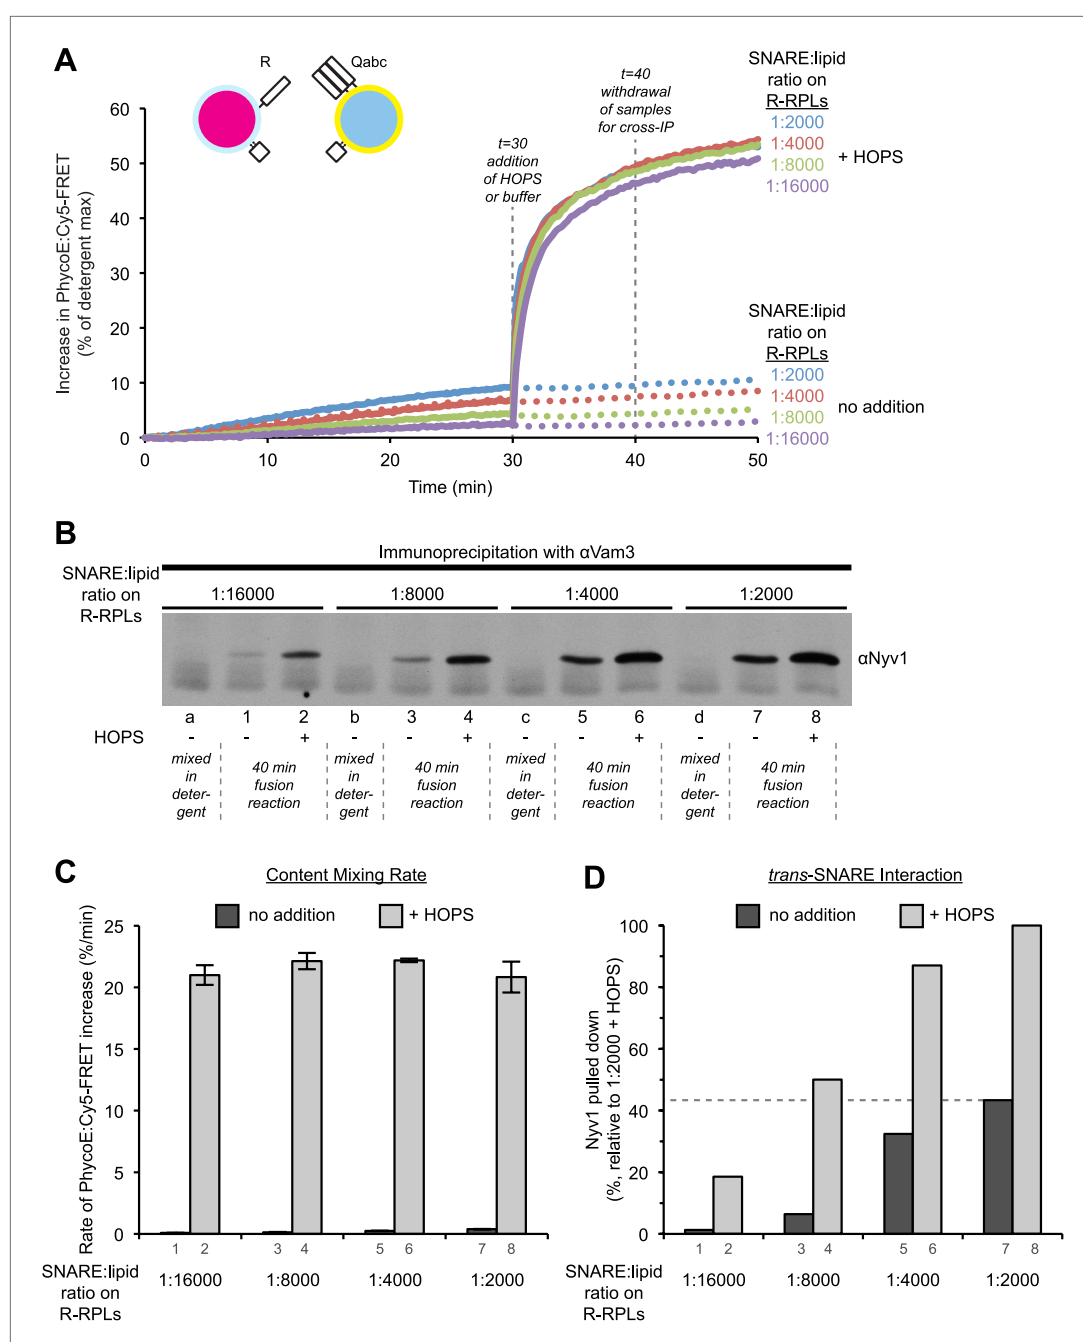 A
R
Qabc
t=30
addition
of HOPS
or buffer
t=40
withdrawal
of samples
for cross-IP
SNARE:lipid
ratio on
R-RPLs
1:2000
1:4000
1:8000
1:16000
+ HOPS
SNARE:lipid
ratio on
R-RPLs
1:2000
1:4000
1:8000
1:16000
no addition
Increase in PhycoE:Cy5-FRET
(% of detergent max)
60
50
40
30
20
10
0
0 10 20 30 40 50
Time (min)
B
Immunoprecipitation with αVam3
SNARE:lipid
ratio on
R-RPLs
1:16000 1:8000 1:4000 1:2000
αNyv1
a 1 2 b 3 4 c 5 6 d 7 8
HOPS - - + - - + - - + - - +
mixed
in
deter-
gent
40 min
fusion
reaction
mixed
in
deter-
gent
40 min
fusion
reaction
mixed
in
deter-
gent
40 min
fusion
reaction
mixed
in
deter-
gent
40 min
fusion
reaction
C
Content Mixing Rate
no addition + HOPS
Rate of PhycoE:Cy5-FRET increase (%/min)
25
20
15
10
5
0
1 2 3 4 5 6 7 8
SNARE:lipid
ratio on
R-RPLs
1:16000 1:8000 1:4000 1:2000
D
trans-SNARE Interaction
no addition + HOPS
Nyv1 pulled down
(%, relative to 1:2000 + HOPS)
100
80
60
40
20
0
1 2 3 4 5 6 7 8
SNARE:lipid
ratio on
R-RPLs
1:16000 1:8000 1:4000 1:2000